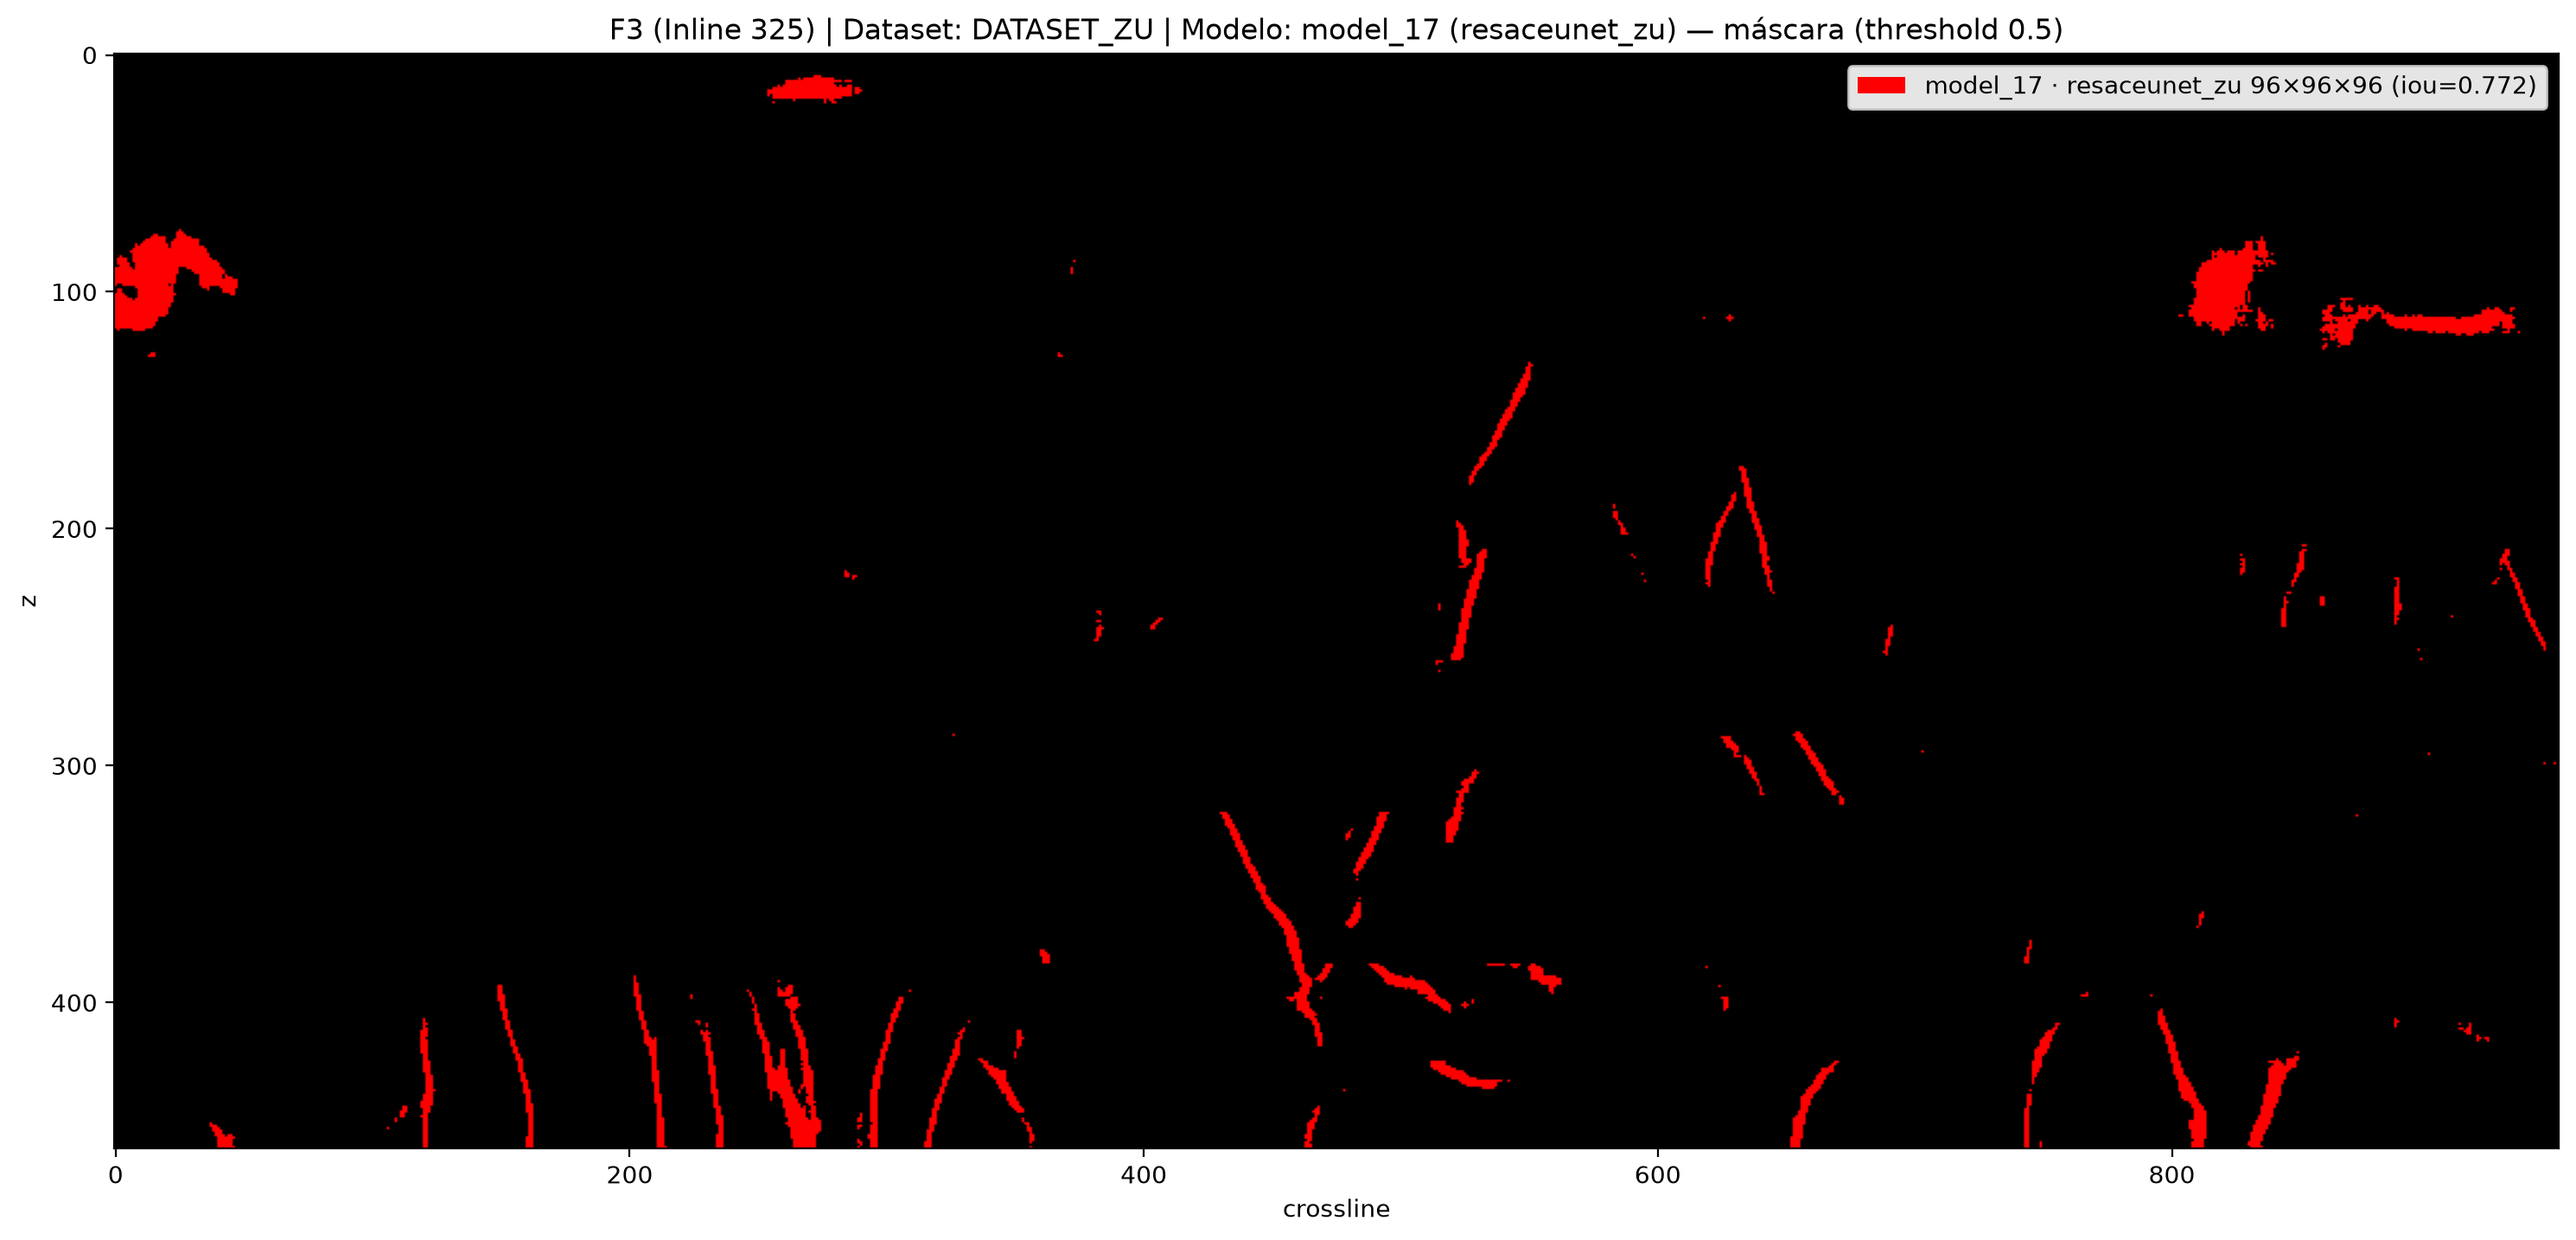 F3 (Inline 325) | Dataset: DATASET_ZU | Modelo: model_17 (resaceunet_zu) — máscara (threshold 0.5)
model_17 · resaceunet_zu 96×96×96 (iou=0.772)
0
100
200
300
400
z
0
200
400
600
800
crossline